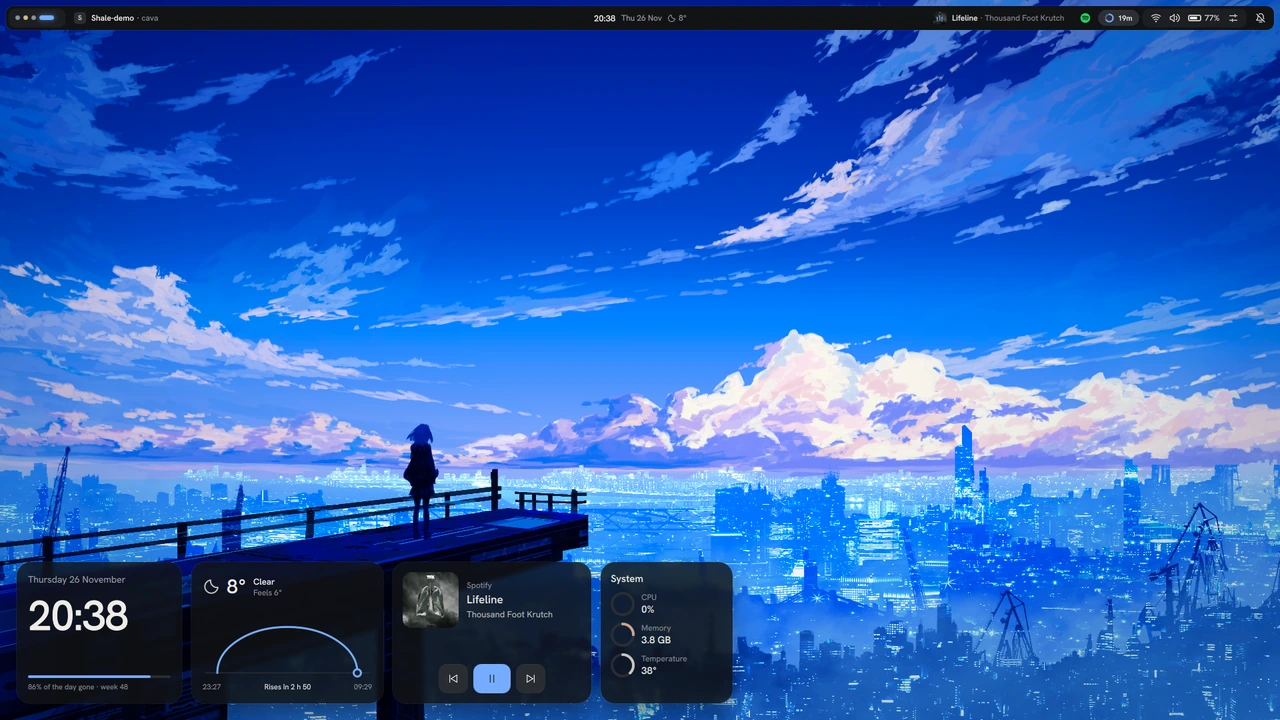 S Shale-demo · cava
20:38 Thu 26 Nov 8°
Lifeline · Thousand Foot Krutch
19m
77%
Thursday 26 November
20:38
86% of the day gone · week 48
8° Clear
Feels 6°
23:27 Rises in 2 h 50 09:29
Spotify
Lifeline
Thousand Foot Krutch
System
CPU
0%
Memory
3.8 GB
Temperature
38°